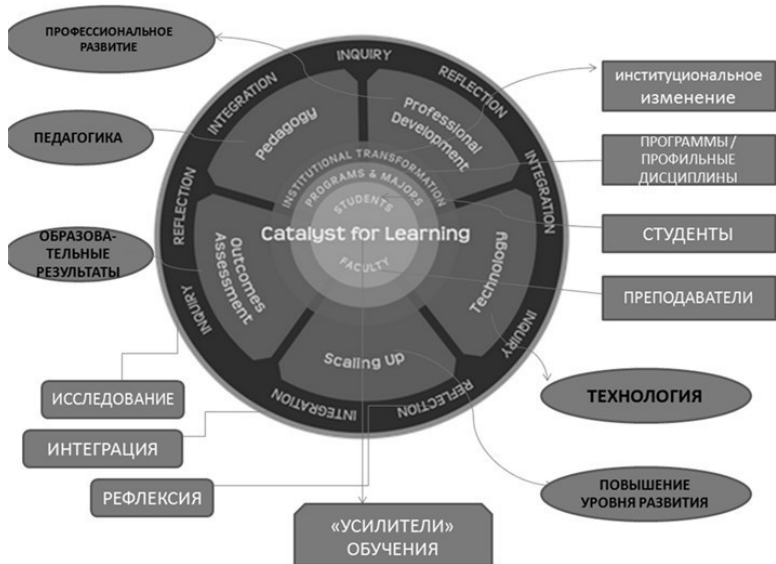 ПРОФЕССИОНАЛЬНОЕ
РАЗВИТИЕ
ПЕДАГОГИКА
ОБРАЗОВА-
ТЕЛЬНЫЕ
РЕЗУЛЬТАТЫ
INQUIRY
REFLECTION
INTEGRATION
INQUIRY
REFLECTION
INTEGRATION
INQUIRY
REFLECTION
INTEGRATION
Pedagogy
Professional
Development
Technology
Scaling Up
Outcomes
Assessment
INSTITUTIONAL TRANSFORMATION
PROGRAMS & MAJORS
STUDENTS
Catalyst for Learning
FACULTY
институциональное
изменение
ПРОГРАММЫ/
ПРОФИЛЬНЫЕ
ДИСЦИПЛИНЫ
СТУДЕНТЫ
ПРЕПОДАВАТЕЛИ
ТЕХНОЛОГИЯ
ПОВЫШЕНИЕ
УРОВНЯ РАЗВИТИЯ
ИССЛЕДОВАНИЕ
ИНТЕГРАЦИЯ
РЕФЛЕКСИЯ
«УСИЛИТЕЛИ»
ОБУЧЕНИЯ